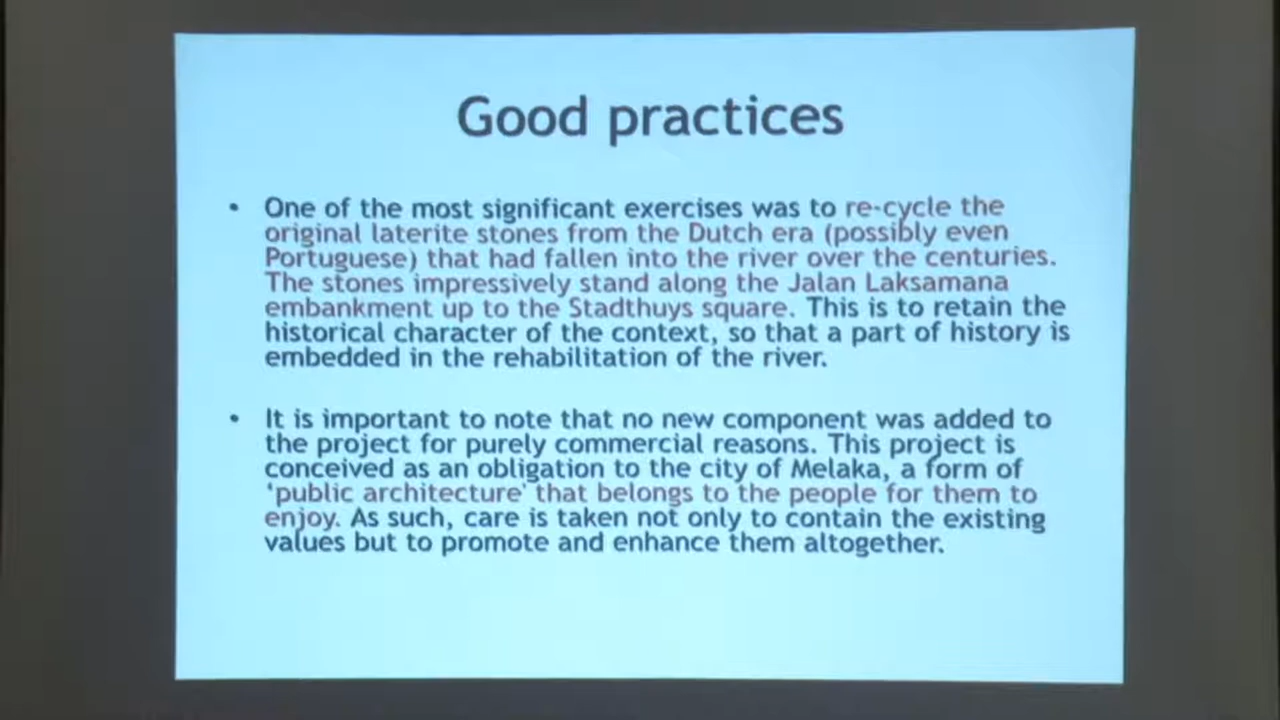 Good practices
• One of the most significant exercises was to re-cycle the
original laterite stones from the Dutch era (possibly even
Portuguese) that had fallen into the river over the centuries.
The stones impressively stand along the Jalan Laksamana
embankment up to the Stadthuys square. This is to retain the
historical character of the context, so that a part of history is
embedded in the rehabilitation of the river.
• It is important to note that no new component was added to
the project for purely commercial reasons. This project is
conceived as an obligation to the city of Melaka, a form of
‘public architecture' that belongs to the people for them to
enjoy. As such, care is taken not only to contain the existing
values but to promote and enhance them altogether.